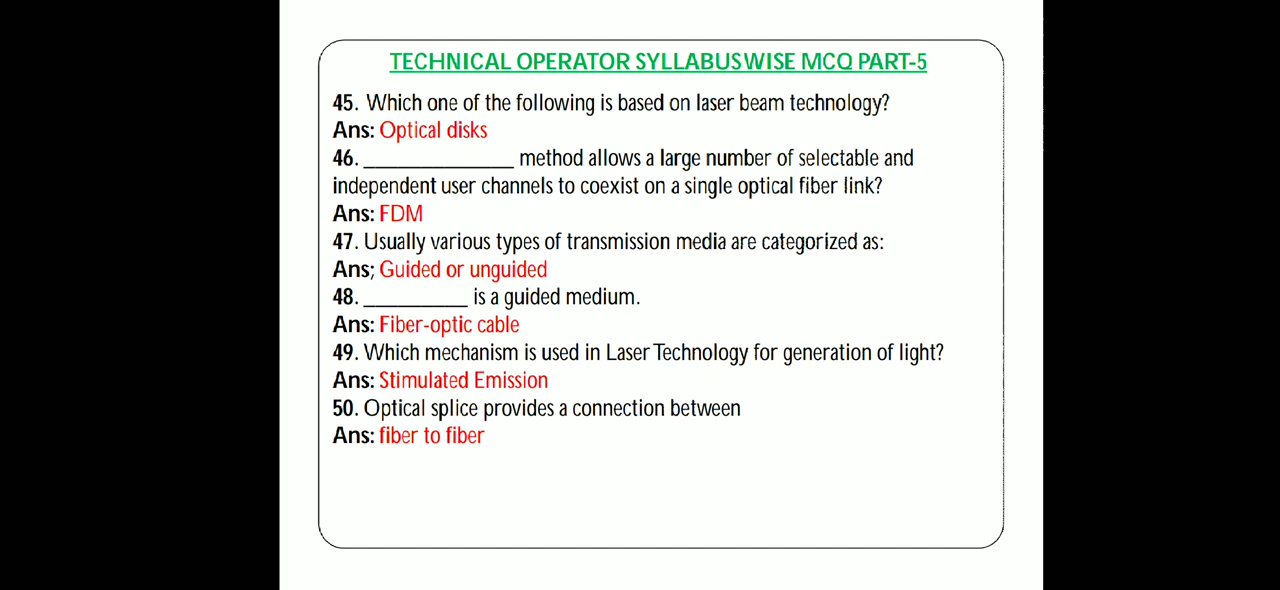 TECHNICAL OPERATOR SYLLABUSWISE MCQ PART-5
45. Which one of the following is based on laser beam technology?
Ans: Optical disks
46. ______________ method allows a large number of selectable and
independent user channels to coexist on a single optical fiber link?
Ans: FDM
47. Usually various types of transmission media are categorized as:
Ans; Guided or unguided
48. __________ is a guided medium.
Ans: Fiber-optic cable
49. Which mechanism is used in Laser Technology for generation of light?
Ans: Stimulated Emission
50. Optical splice provides a connection between
Ans: fiber to fiber